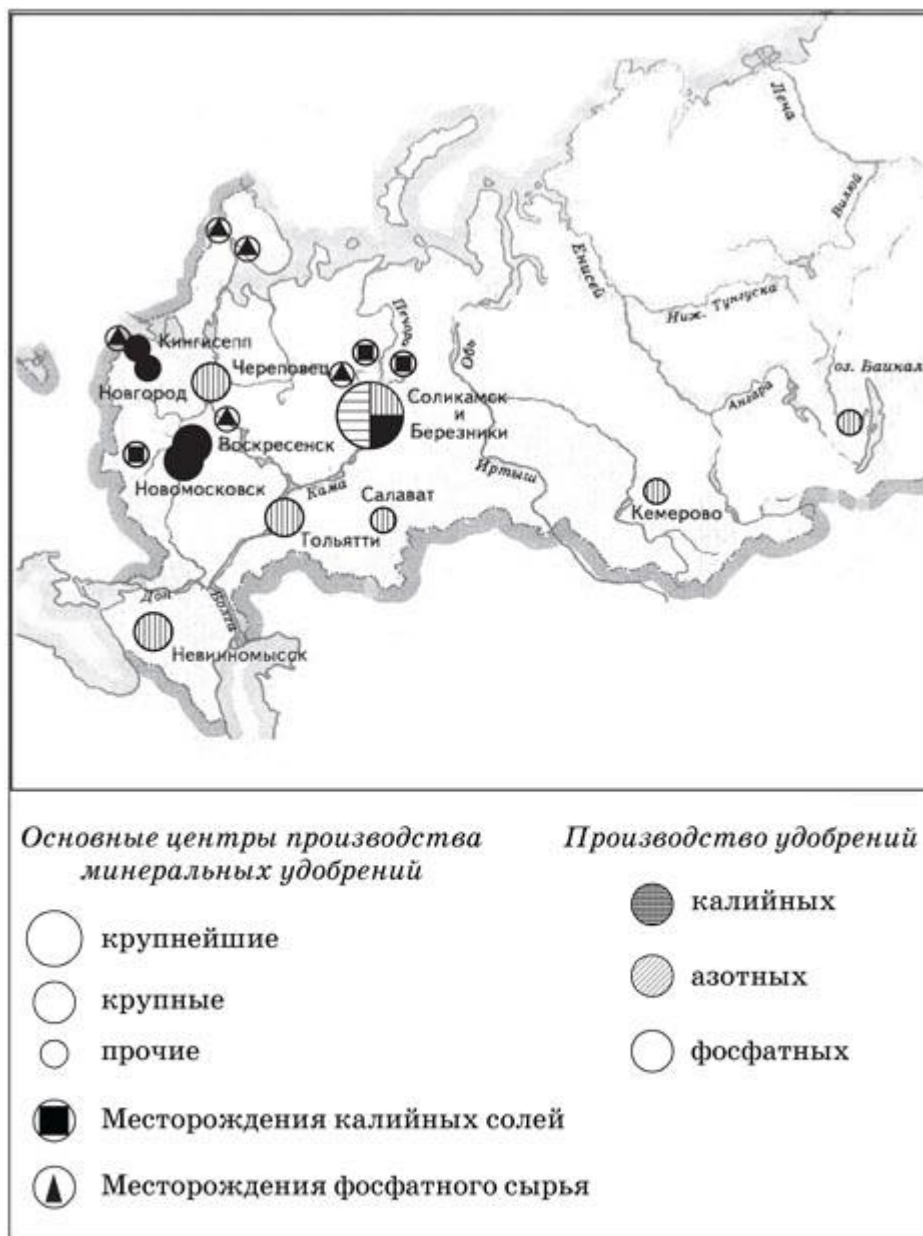 Лена
Вилюй
Енисей
Ниж. Тунгуска
Печора
Обь
Кингисепп
Череповец
оз. Байкал
Новгород
Ангара
Соликамск
и
Березники
Воскресенск
Иртыш
Новомосковск
Кама
Салават
Кемерово
Тольятти
Дон
Волга
Невинномысск
Основные центры производства
минеральных удобрений
крупнейшие
крупные
прочие
Месторождения калийных солей
Месторождения фосфатного сырья
Производство удобрений
калийных
азотных
фосфатных